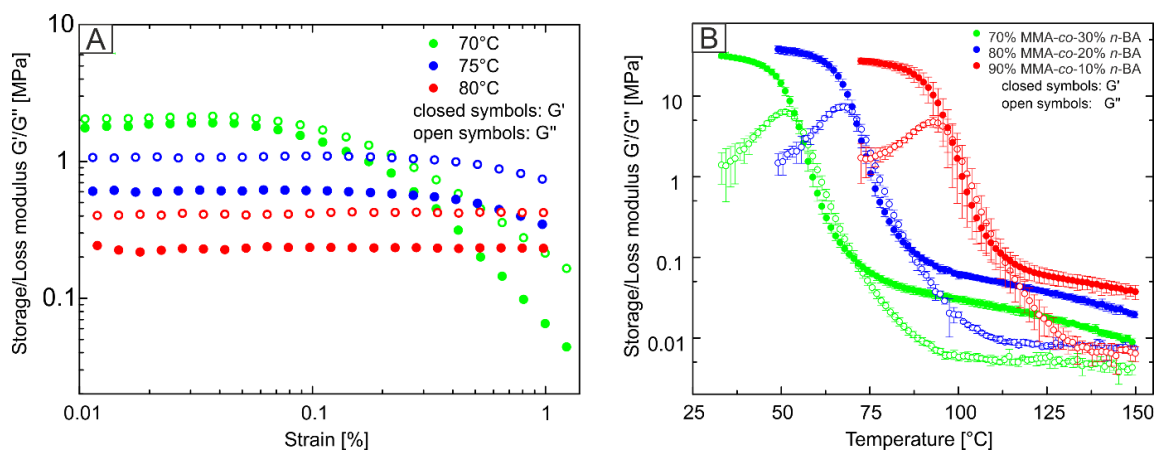 A
70°C
75°C
80°C
closed symbols: G'
open symbols: G"
10
1
0.1
Storage/Loss modulus G'/G" [MPa]
0.01
0.1
1
Strain [%]
B
70% MMA-co-30% n-BA
80% MMA-co-20% n-BA
90% MMA-co-10% n-BA
closed symbols: G'
open symbols: G"
10
1
0.1
0.01
Storage/Loss modulus G'/G" [MPa]
25
50
75
100
125
150
Temperature [°C]